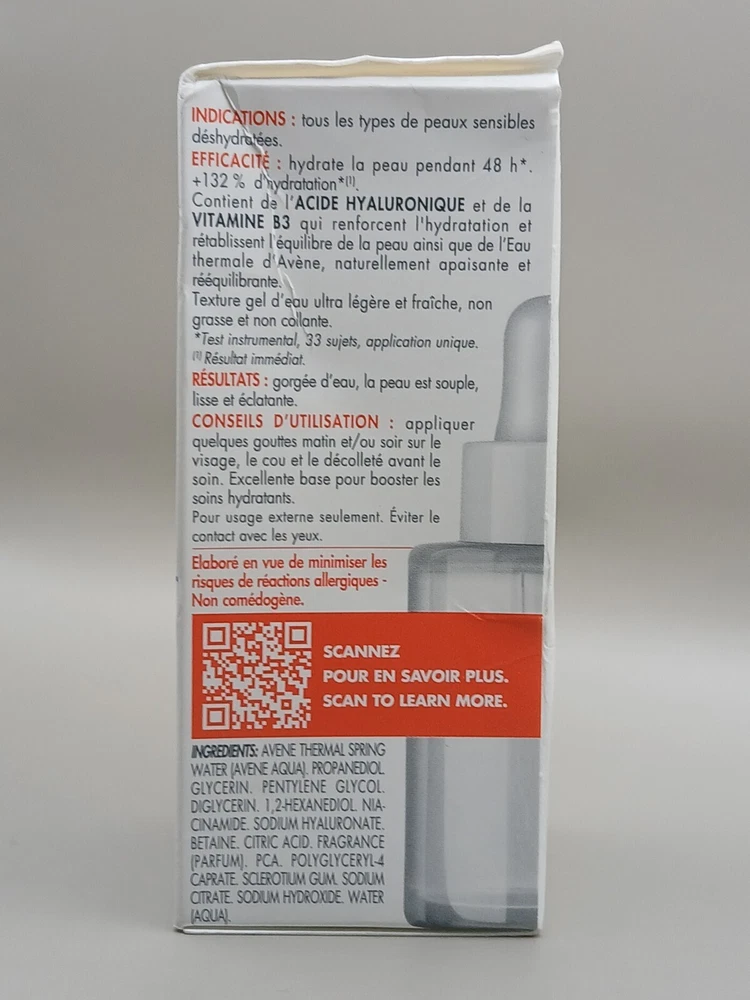 INDICATIONS : tous les types de peaux sensibles
déshydratées.
EFFICACITÉ : hydrate la peau pendant 48 h*.
+132 % d'hydratation*(1).
Contient de l'ACIDE HYALURONIQUE et de la
VITAMINE B3 qui renforcent l'hydratation et
rétablissent l'équilibre de la peau ainsi que de l'Eau
thermale d'Avène, naturellement apaisante et
rééquilibrante.
Texture gel d'eau ultra légère et fraîche, non
grasse et non collante.
*Test instrumental, 33 sujets, application unique.
(1) Résultat immédiat.
RÉSULTATS : gorgée d'eau, la peau est souple,
lisse et éclatante.
CONSEILS D'UTILISATION : appliquer
quelques gouttes matin et/ou soir sur le
visage, le cou et le décolleté avant le
soin. Excellente base pour booster les
soins hydratants.
Pour usage externe seulement. Éviter le
contact avec les yeux.
Elaboré en vue de minimiser les
risques de réactions allergiques -
Non comédogène.
SCANNEZ
POUR EN SAVOIR PLUS.
SCAN TO LEARN MORE.
INGREDIENTS: AVENE THERMAL SPRING
WATER (AVENE AQUA). PROPANEDIOL.
GLYCERIN. PENTYLENE GLYCOL.
DIGLYCERIN. 1,2-HEXANEDIOL. NIA-
CINAMIDE. SODIUM HYALURONATE.
BETAINE. CITRIC ACID. FRAGRANCE
(PARFUM). PCA. POLYGLYCERYL-4
CAPRATE. SCLEROTIUM GUM. SODIUM
CITRATE. SODIUM HYDROXIDE. WATER
(AQUA).